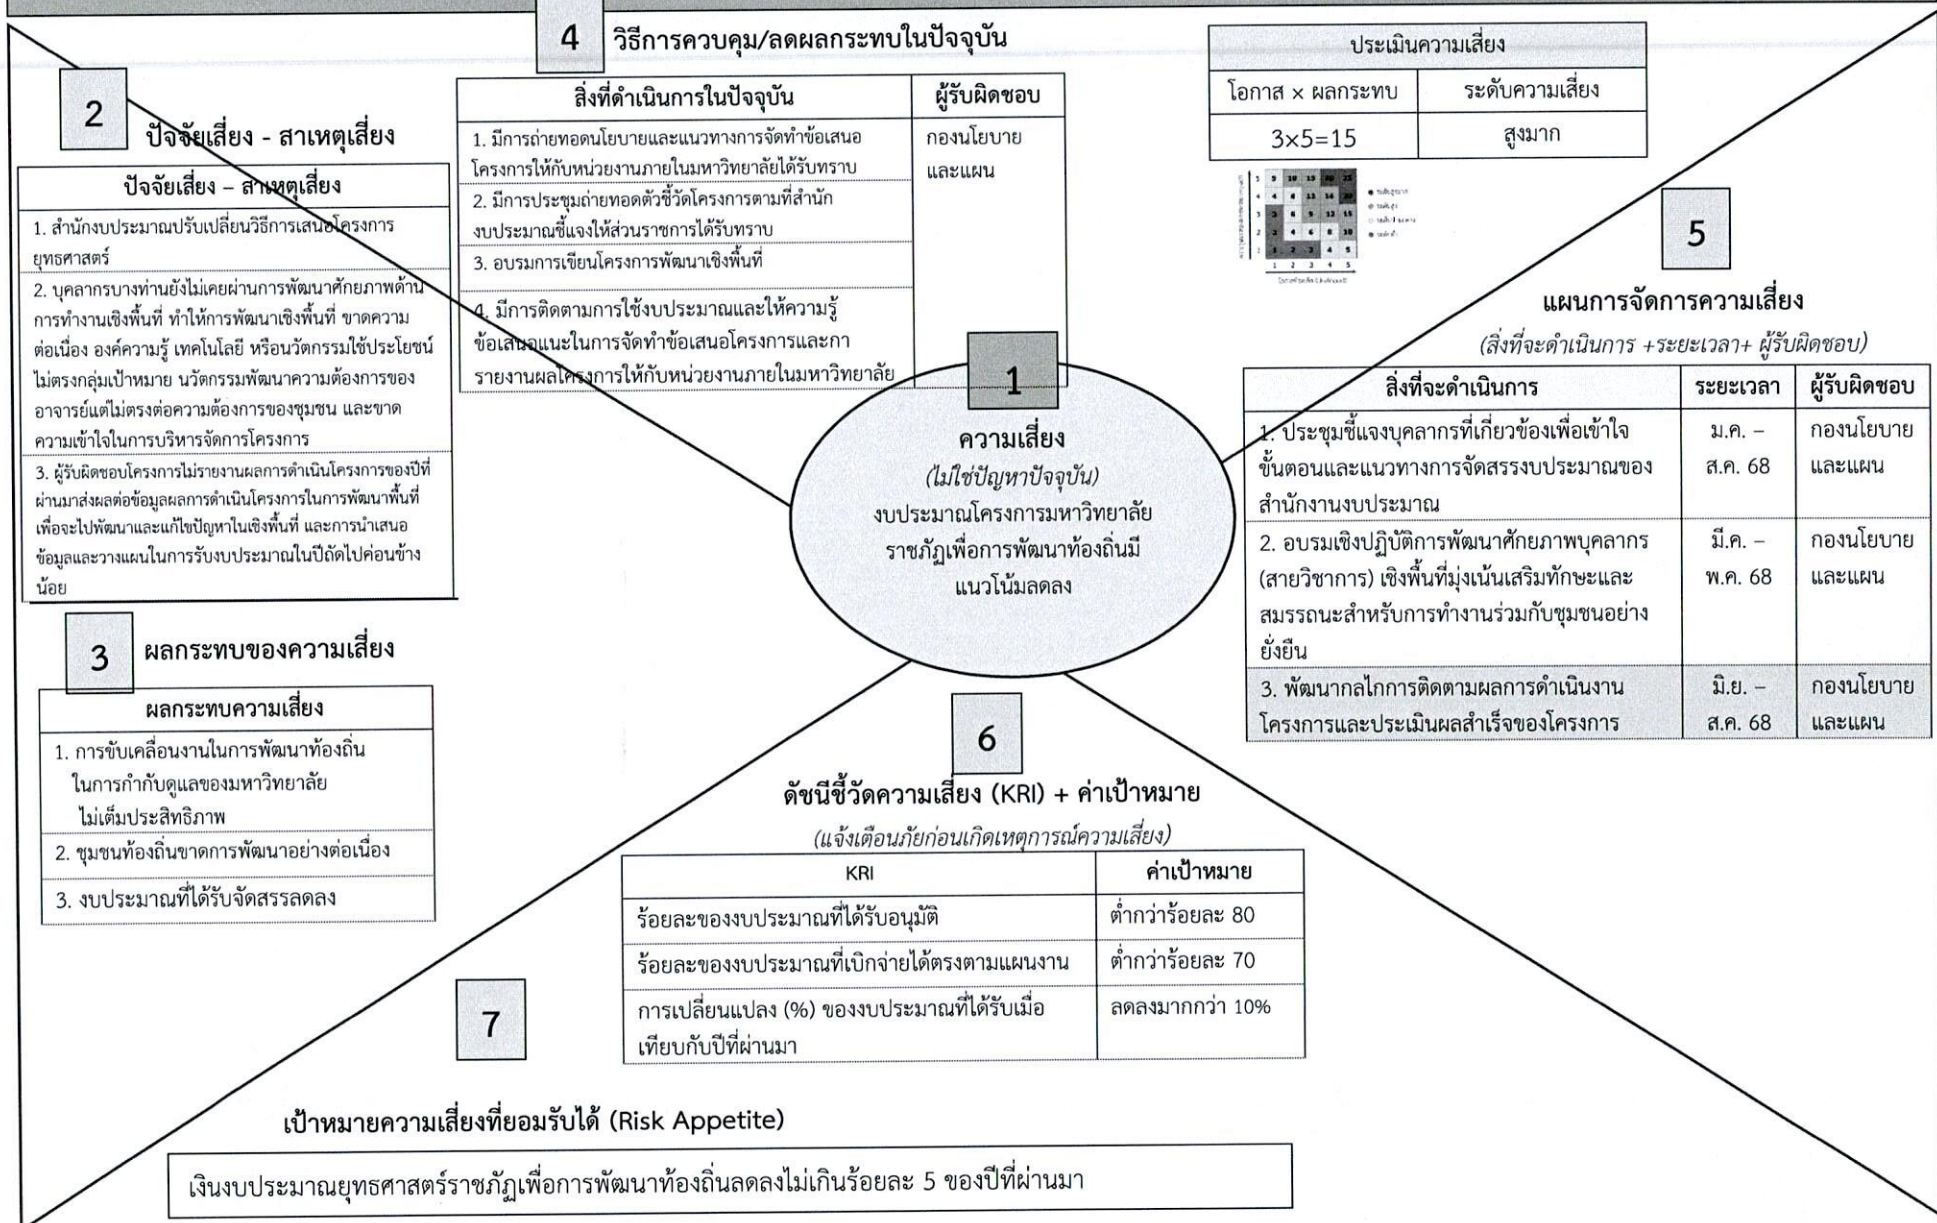 4
วิธีการควบคุม/ลดผลกระทบในปัจจุบัน
สิ่งที่ดำเนินการในปัจจุบัน
ผู้รับผิดชอบ
1. มีการถ่ายทอดนโยบายและแนวทางการจัดทำข้อเสนอ
โครงการให้กับหน่วยงานภายในมหาวิทยาลัยได้รับทราบ
กองนโยบาย
และแผน
2. มีการประชุมถ่ายทอดตัวชี้วัดโครงการตามที่สำนัก
งบประมาณชี้แจงให้ส่วนราชการได้รับทราบ
3. อบรมการเขียนโครงการพัฒนาเชิงพื้นที่
4. มีการติดตามการใช้งบประมาณและให้ความรู้
ข้อเสนอแนะในการจัดทำข้อเสนอโครงการและกา
รายงานผลโครงการให้กับหน่วยงานภายในมหาวิทยาลัย
ประเมินความเสี่ยง
โอกาส × ผลกระทบ
ระดับความเสี่ยง
3×5=15
สูงมาก
2
ปัจจัยเสี่ยง - สาเหตุเสี่ยง
ปัจจัยเสี่ยง – สาเหตุเสี่ยง
1. สำนักงบประมาณปรับเปลี่ยนวิธีการเสนอโครงการ
ยุทธศาสตร์
2. บุคลากรบางท่านยังไม่เคยผ่านการพัฒนาศักยภาพด้าน
การทำงานเชิงพื้นที่ ทำให้การพัฒนาเชิงพื้นที่ ขาดความ
ต่อเนื่อง องค์ความรู้ เทคโนโลยี หรือนวัตกรรมใช้ประโยชน์
ไม่ตรงกลุ่มเป้าหมาย นวัตกรรมพัฒนาความต้องการของ
อาจารย์แต่ไม่ตรงต่อความต้องการของชุมชน และขาด
ความเข้าใจในการบริหารจัดการโครงการ
3. ผู้รับผิดชอบโครงการไม่รายงานผลการดำเนินโครงการของปีที่
ผ่านมาส่งผลต่อข้อมูลผลการดำเนินโครงการในการพัฒนาพื้นที่
เพื่อจะไปพัฒนาและแก้ไขปัญหาในเชิงพื้นที่ และการนำเสนอ
ข้อมูลและวางแผนในการรับงบประมาณในปีถัดไปค่อนข้าง
น้อย
3
ผลกระทบของความเสี่ยง
ผลกระทบความเสี่ยง
1. การขับเคลื่อนงานในการพัฒนาท้องถิ่น
ในการกำกับดูแลของมหาวิทยาลัย
ไม่เต็มประสิทธิภาพ
2. ชุมชนท้องถิ่นขาดการพัฒนาอย่างต่อเนื่อง
3. งบประมาณที่ได้รับจัดสรรลดลง
1
ความเสี่ยง
(ไม่ใช่ปัญหาปัจจุบัน)
งบประมาณโครงการมหาวิทยาลัย
ราชภัฏเพื่อการพัฒนาท้องถิ่นมี
แนวโน้มลดลง
5
แผนการจัดการความเสี่ยง
(สิ่งที่จะดำเนินการ +ระยะเวลา+ ผู้รับผิดชอบ)
สิ่งที่จะดำเนินการ
ระยะเวลา
ผู้รับผิดชอบ
1. ประชุมชี้แจงบุคลากรที่เกี่ยวข้องเพื่อเข้าใจ
ขั้นตอนและแนวทางการจัดสรรงบประมาณของ
สำนักงานงบประมาณ
ม.ค. –
ส.ค. 68
กองนโยบาย
และแผน
2. อบรมเชิงปฏิบัติการพัฒนาศักยภาพบุคลากร
(สายวิชาการ) เชิงพื้นที่มุ่งเน้นเสริมทักษะและ
สมรรถนะสำหรับการทำงานร่วมกับชุมชนอย่าง
ยั่งยืน
มี.ค. –
พ.ค. 68
กองนโยบาย
และแผน
3. พัฒนากลไกการติดตามผลการดำเนินงาน
โครงการและประเมินผลสำเร็จของโครงการ
มิ.ย. –
ส.ค. 68
กองนโยบาย
และแผน
6
ดัชนีชี้วัดความเสี่ยง (KRI) + ค่าเป้าหมาย
(แจ้งเตือนภัยก่อนเกิดเหตุการณ์ความเสี่ยง)
KRI
ค่าเป้าหมาย
ร้อยละของงบประมาณที่ได้รับอนุมัติ
ต่ำกว่าร้อยละ 80
ร้อยละของงบประมาณที่เบิกจ่ายได้ตรงตามแผนงาน
ต่ำกว่าร้อยละ 70
การเปลี่ยนแปลง (%) ของงบประมาณที่ได้รับเมื่อ
เทียบกับปีที่ผ่านมา
ลดลงมากกว่า 10%
7
เป้าหมายความเสี่ยงที่ยอมรับได้ (Risk Appetite)
เงินงบประมาณยุทธศาสตร์ราชภัฏเพื่อการพัฒนาท้องถิ่นลดลงไม่เกินร้อยละ 5 ของปีที่ผ่านมา